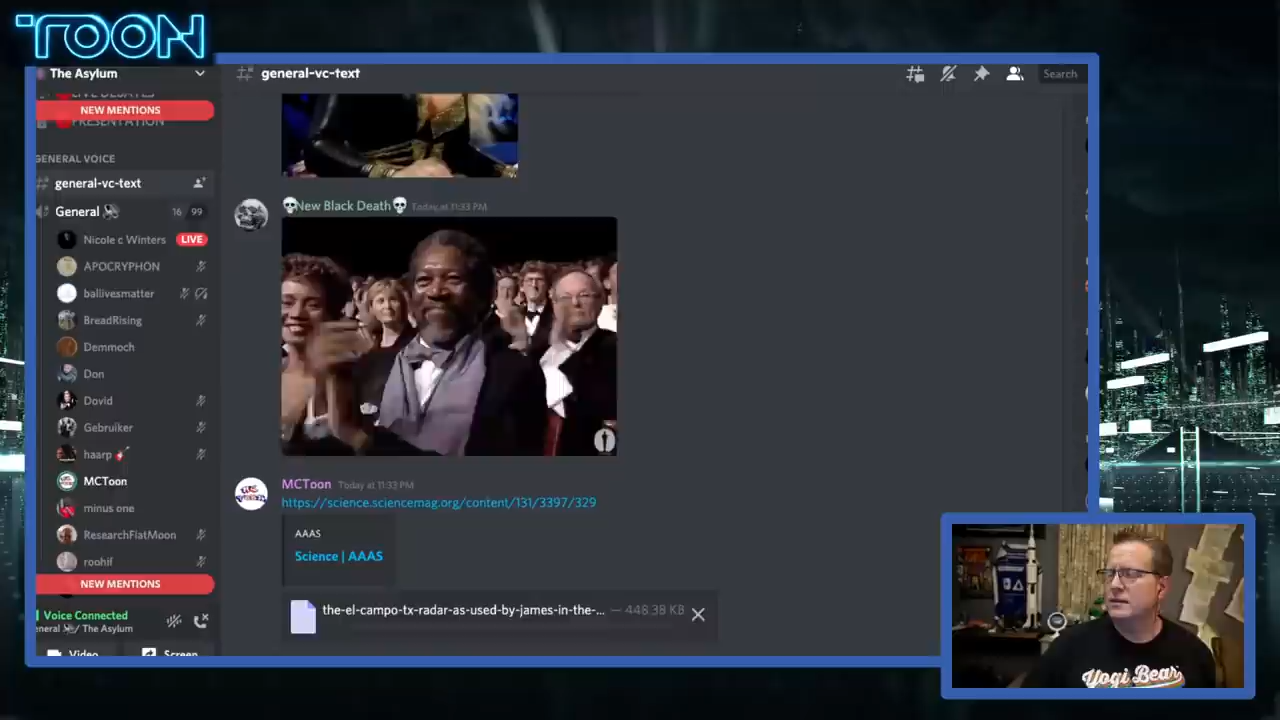 TOON
The Asylum
general-vc-text
Search
LIVE DEBATES
NEW MENTIONS
PRESENTATION
GENERAL VOICE
general-vc-text
General
16 99
Nicole c Winters LIVE
APOCRYPHON
ballivesmatter
BreadRising
Demmoch
Don
Dovid
Gebruiker
haarp
MCToon
minus one
ResearchFlatMoon
roohif
NEW MENTIONS
Voice Connected
eneral / The Asylum
Video
Screen
New Black Death Today at 11:33 PM
MCToon Today at 11:33 PM
https://science.sciencemag.org/content/131/3397/329
AAAS
Science | AAAS
the-el-campo-tx-radar-as-used-by-james-in-the-... — 448.38 KB
Yogi Bear